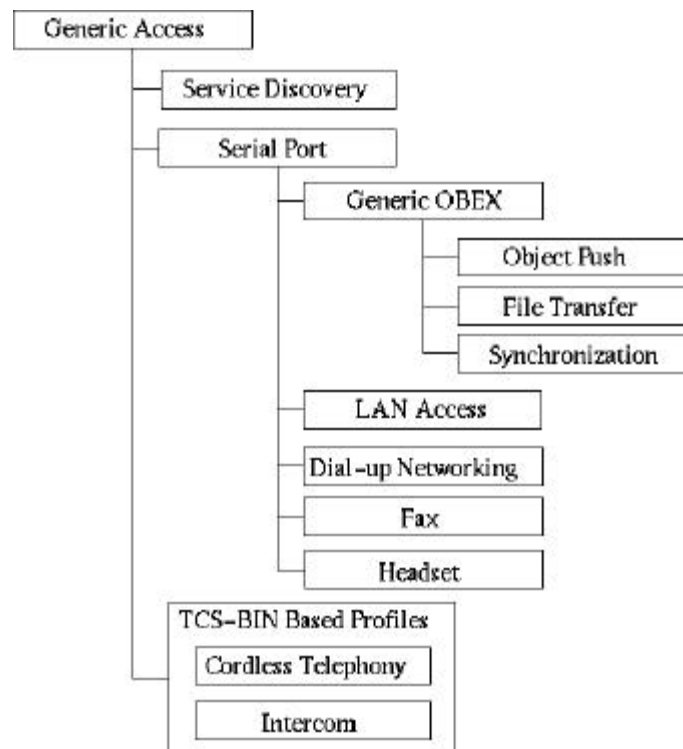 Generic Access
Service Discovery
Serial Port
Generic OBEX
Object Push
File Transfer
Synchronization
LAN Access
Dial-up Networking
Fax
Headset
TCS-BIN Based Profiles
Cordless Telephony
Intercom